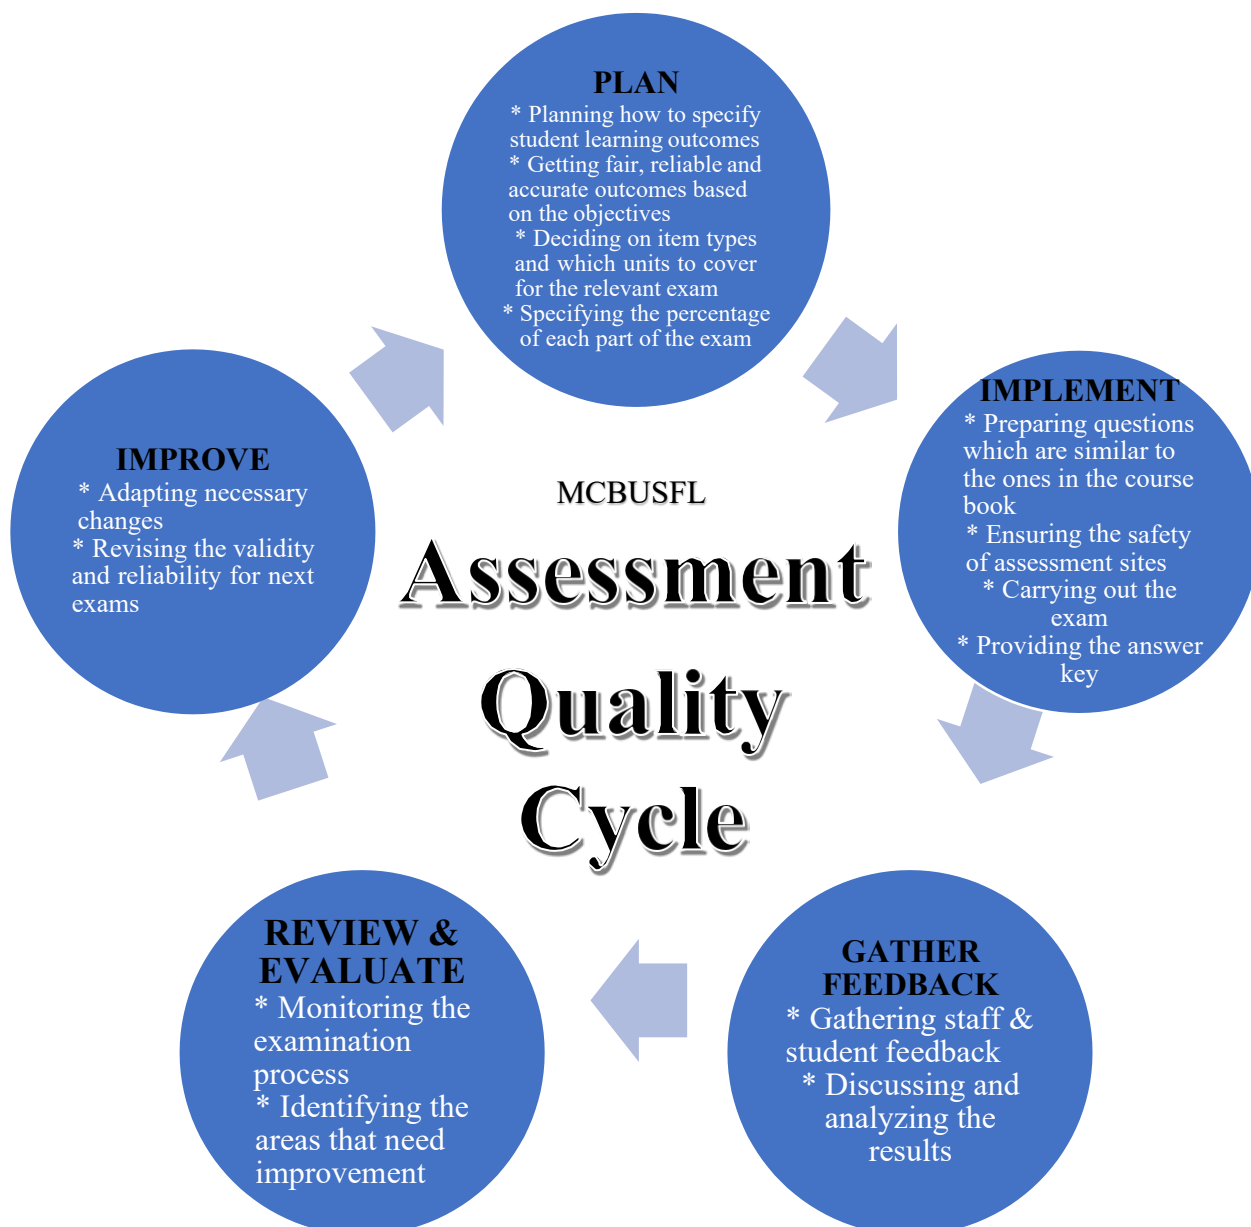 PLAN
* Planning how to specify
student learning outcomes
* Getting fair, reliable and
accurate outcomes based
on the objectives
* Deciding on item types
and which units to cover
for the relevant exam
* Specifying the percentage
of each part of the exam
IMPLEMENT
* Preparing questions
which are similar to
the ones in the course
book
* Ensuring the safety
of assessment sites
* Carrying out the
exam
* Providing the answer
key
GATHER
FEEDBACK
* Gathering staff &
student feedback
* Discussing and
analyzing the
results
REVIEW &
EVALUATE
* Monitoring the
examination
process
* Identifying the
areas that need
improvement
IMPROVE
* Adapting necessary
changes
* Revising the validity
and reliability for next
exams
MCBUSFL
Assessment
Quality
Cycle